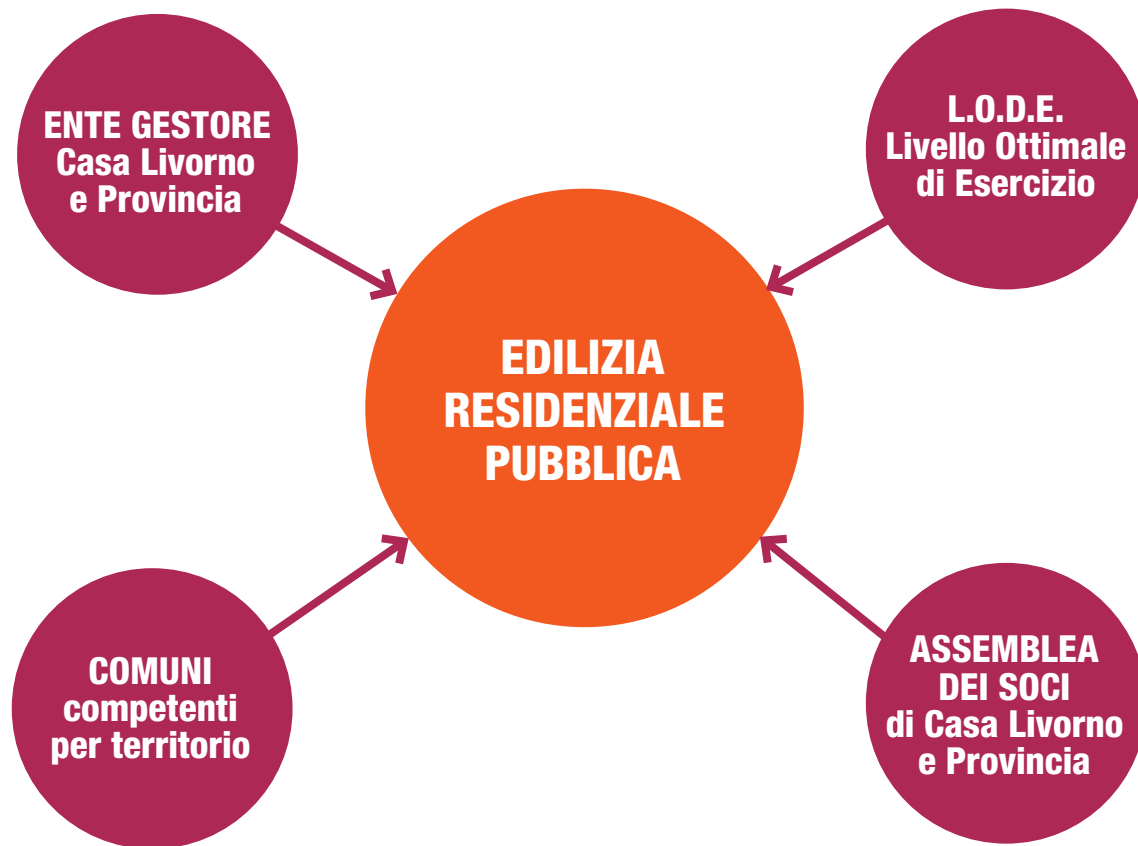 ENTE GESTORE
Casa Livorno
e Provincia
L.O.D.E.
Livello Ottimale
di Esercizio
EDILIZIA
RESIDENZIALE
PUBBLICA
COMUNI
competenti
per territorio
ASSEMBLEA
DEI SOCI
di Casa Livorno
e Provincia